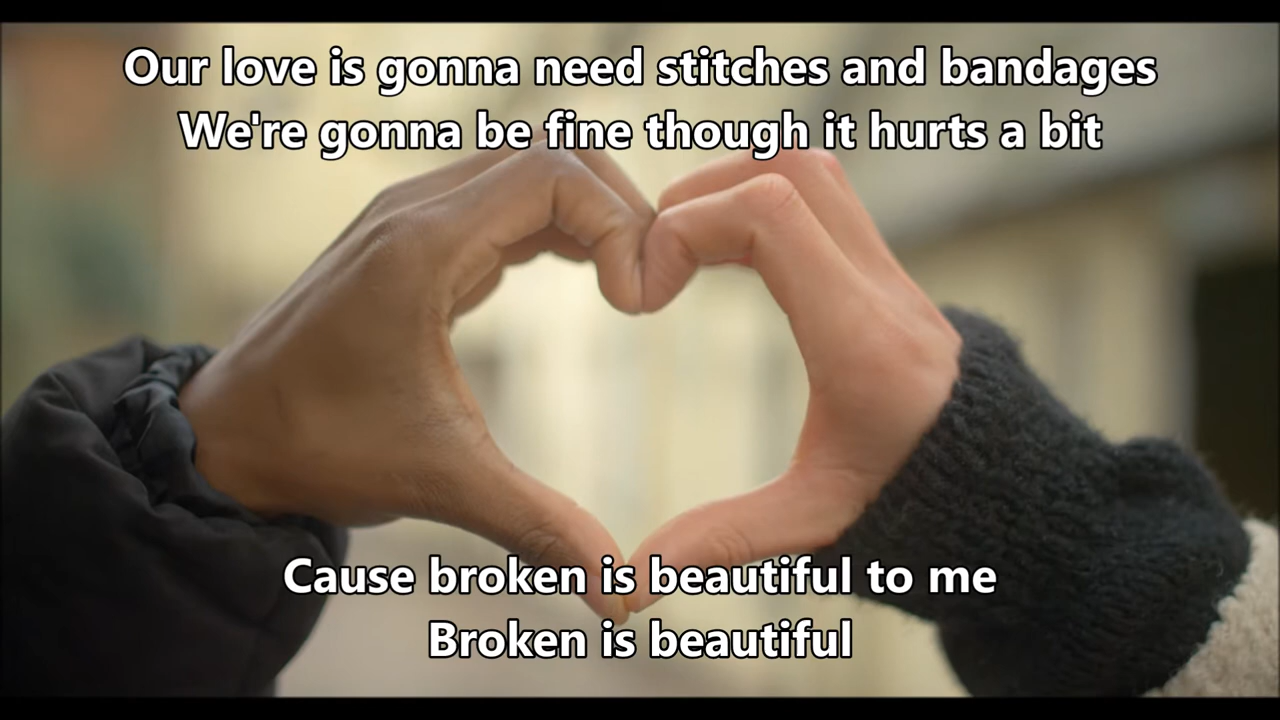 Our love is gonna need stitches and bandages
We're gonna be fine though it hurts a bit
Cause broken is beautiful to me
Broken is beautiful